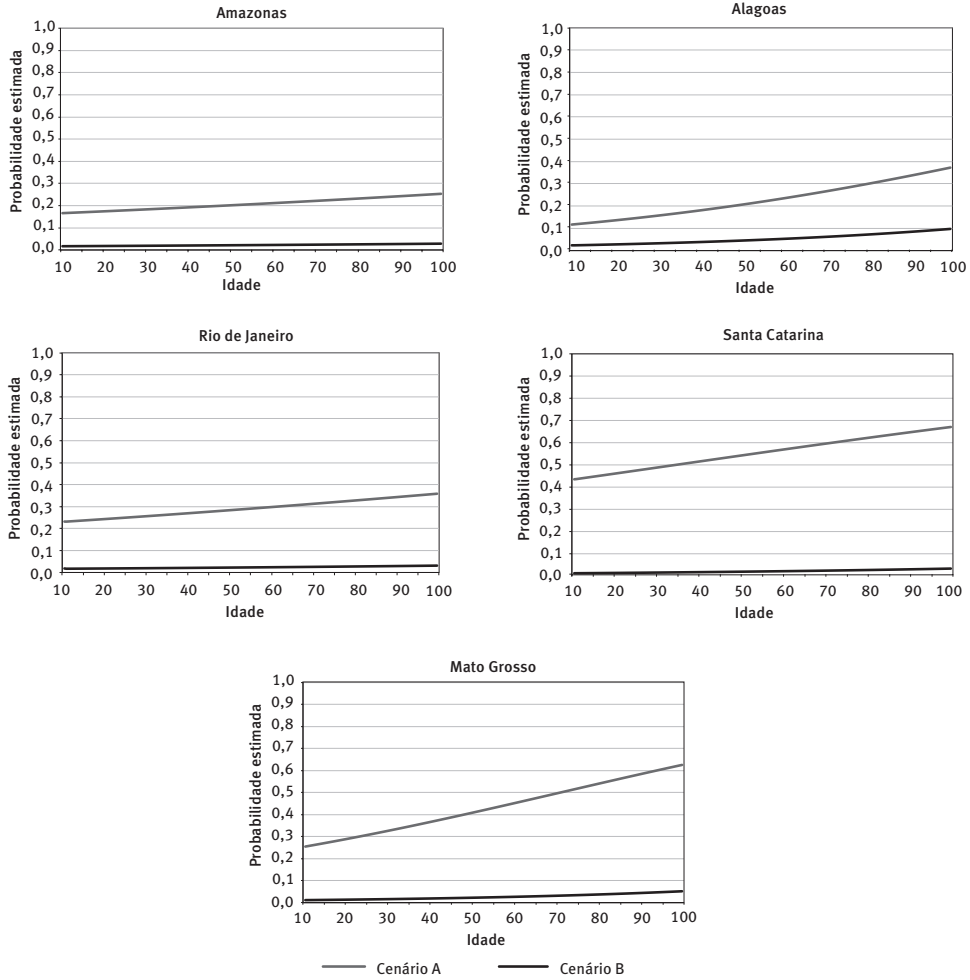 Amazonas
Probabilidade estimada
1,0
0,9
0,8
0,7
0,6
0,5
0,4
0,3
0,2
0,1
0,0
10 20 30 40 50 60 70 80 90 100
Idade
Alagoas
Probabilidade estimada
1,0
0,9
0,8
0,7
0,6
0,5
0,4
0,3
0,2
0,1
0,0
10 20 30 40 50 60 70 80 90 100
Idade
Rio de Janeiro
Probabilidade estimada
1,0
0,9
0,8
0,7
0,6
0,5
0,4
0,3
0,2
0,1
0,0
10 20 30 40 50 60 70 80 90 100
Idade
Santa Catarina
Probabilidade estimada
1,0
0,9
0,8
0,7
0,6
0,5
0,4
0,3
0,2
0,1
0,0
10 20 30 40 50 60 70 80 90 100
Idade
Mato Grosso
Probabilidade estimada
1,0
0,9
0,8
0,7
0,6
0,5
0,4
0,3
0,2
0,1
0,0
10 20 30 40 50 60 70 80 90 100
Idade
Cenário A Cenário B